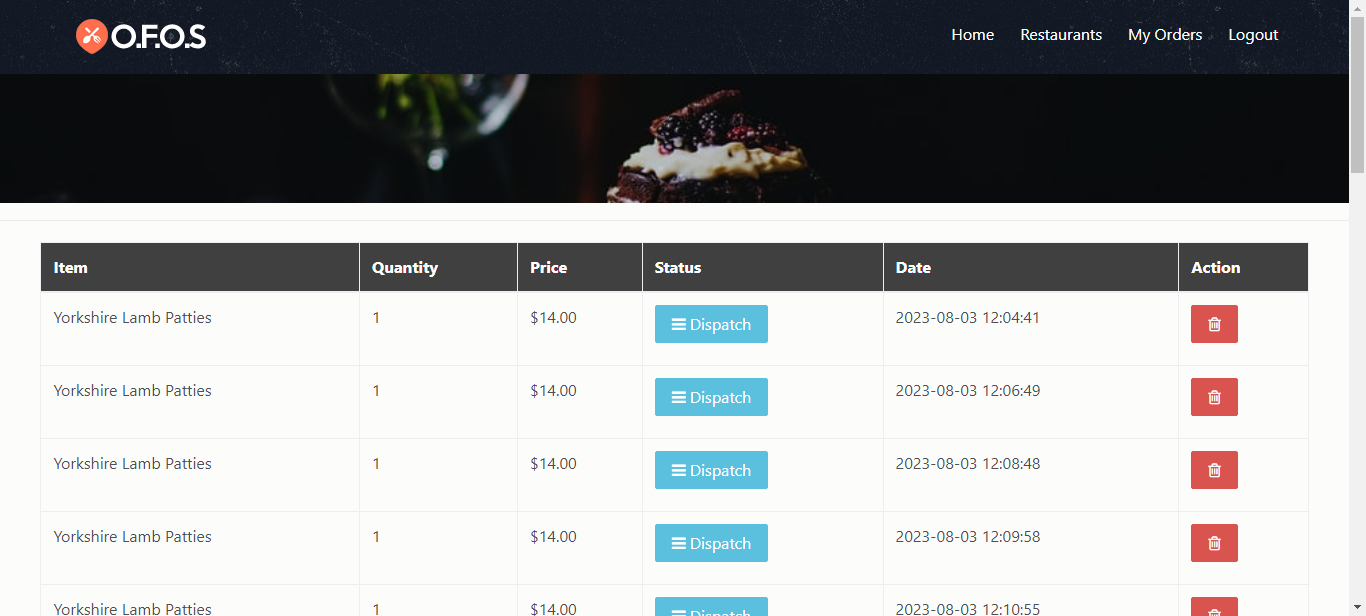 O.F.O.S Home Restaurants My Orders Logout
Item Quantity Price Status Date Action
Yorkshire Lamb Patties 1 $14.00 Dispatch 2023-08-03 12:04:41
Yorkshire Lamb Patties 1 $14.00 Dispatch 2023-08-03 12:06:49
Yorkshire Lamb Patties 1 $14.00 Dispatch 2023-08-03 12:08:48
Yorkshire Lamb Patties 1 $14.00 Dispatch 2023-08-03 12:09:58
Yorkshire Lamb Patties 1 $14.00 Dispatch 2023-08-03 12:10:55